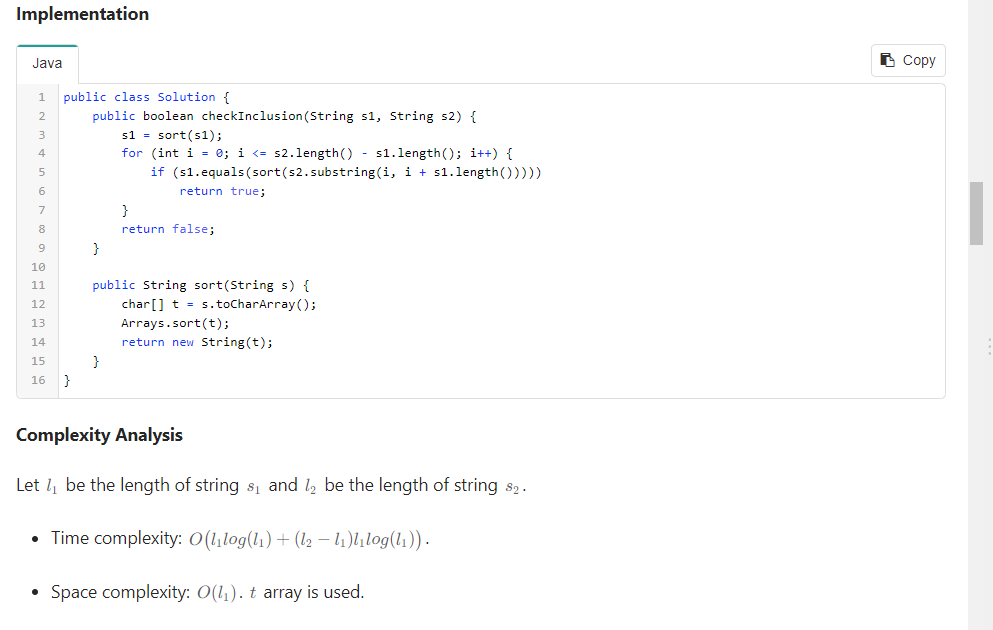 Implementation
Java
Copy
1 public class Solution {
2     public boolean checkInclusion(String s1, String s2) {
3         s1 = sort(s1);
4         for (int i = 0; i <= s2.length() - s1.length(); i++) {
5             if (s1.equals(sort(s2.substring(i, i + s1.length()))))
6                 return true;
7         }
8         return false;
9     }
10
11     public String sort(String s) {
12         char[] t = s.toCharArray();
13         Arrays.sort(t);
14         return new String(t);
15     }
16 }
Complexity Analysis
Let l₁ be the length of string s₁ and l₂ be the length of string s₂.
• Time complexity: O(l₁log(l₁) + (l₂ − l₁)l₁log(l₁)).
• Space complexity: O(l₁). t array is used.